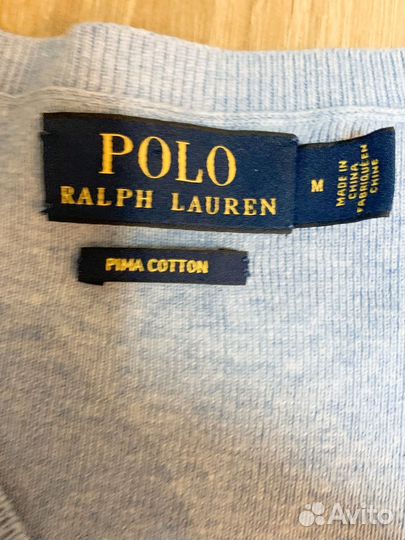 POLO
RALPH LAUREN
M
MADE IN
CHINA
FABRIQUÉ EN
CHINE
PIMA COTTON
Avito